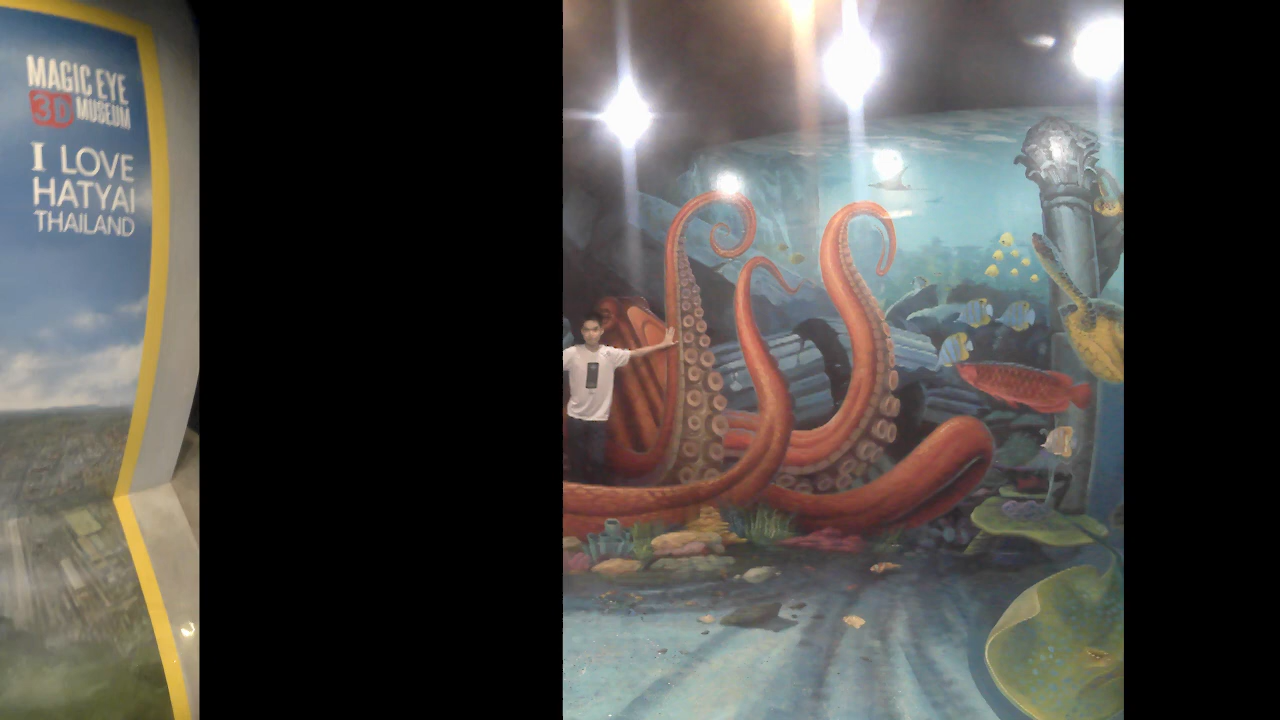 MAGIC EYE
3D MUSEUM
I LOVE
HATYAI
THAILAND